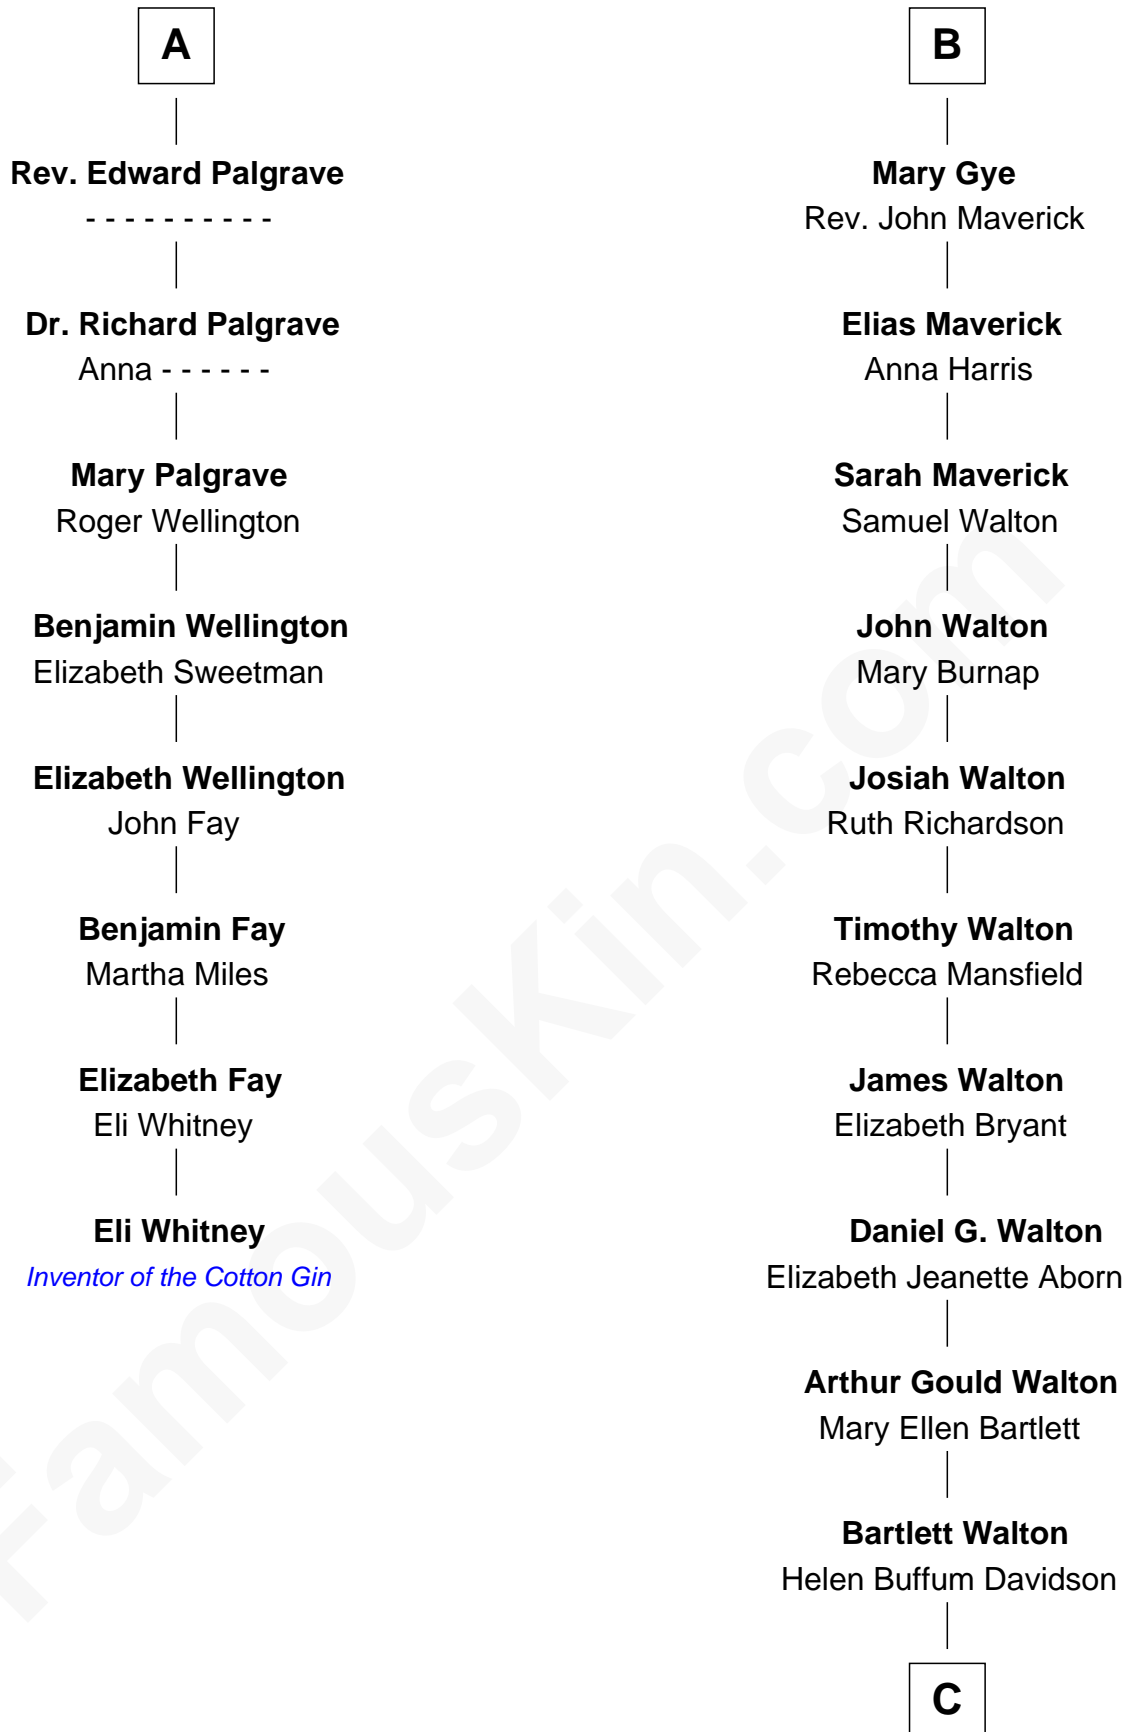 A
Rev. Edward Palgrave
- - - - - - - - - -
Dr. Richard Palgrave
Anna - - - - - -
Mary Palgrave
Roger Wellington
Benjamin Wellington
Elizabeth Sweetman
Elizabeth Wellington
John Fay
Benjamin Fay
Martha Miles
Elizabeth Fay
Eli Whitney
Eli Whitney
Inventor of the Cotton Gin
B
Mary Gye
Rev. John Maverick
Elias Maverick
Anna Harris
Sarah Maverick
Samuel Walton
John Walton
Mary Burnap
Josiah Walton
Ruth Richardson
Timothy Walton
Rebecca Mansfield
James Walton
Elizabeth Bryant
Daniel G. Walton
Elizabeth Jeanette Aborn
Arthur Gould Walton
Mary Ellen Bartlett
Bartlett Walton
Helen Buffum Davidson
C
FamousKin.com